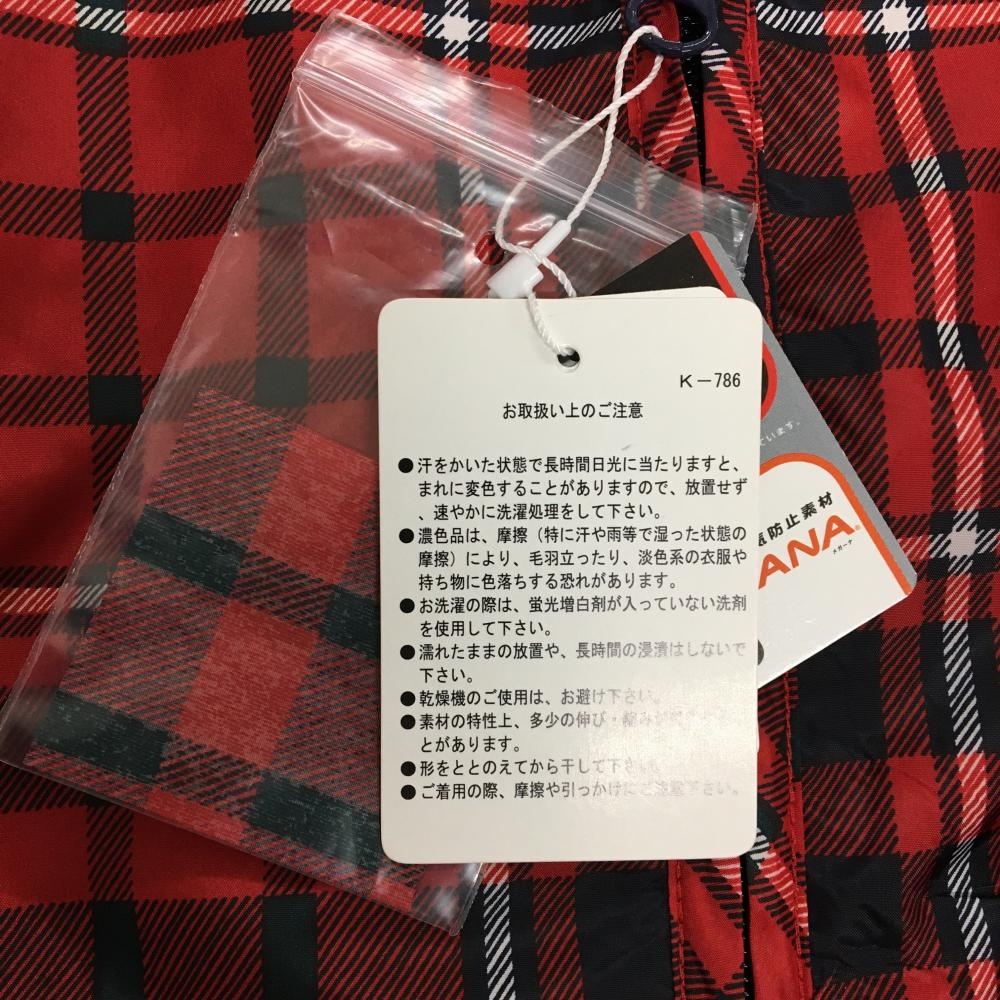 K－786
お取扱い上のご注意
●汗をかいた状態で長時間日光に当たりますと、
まれに変色することがありますので、放置せず
、速やかに洗濯処理をして下さい。
●濃色品は、摩擦（特に汗や雨等で湿った状態の
摩擦）により、毛羽立ったり、淡色系の衣服や
持ち物に色落ちする恐れがあります。
●お洗濯の際は、蛍光増白剤が入っていない洗剤
を使用して下さい。
●濡れたままの放置や、長時間の浸漬はしないで
下さい。
●乾燥機のご使用は、お避け下さい。
●素材の特性上、多少の伸び・縮みが
とがあります。
●形をととのえてから干して下さい
●ご着用の際、摩擦や引っかけにご注意下さい。
ています。
防止素材
ANA®
メガーナ